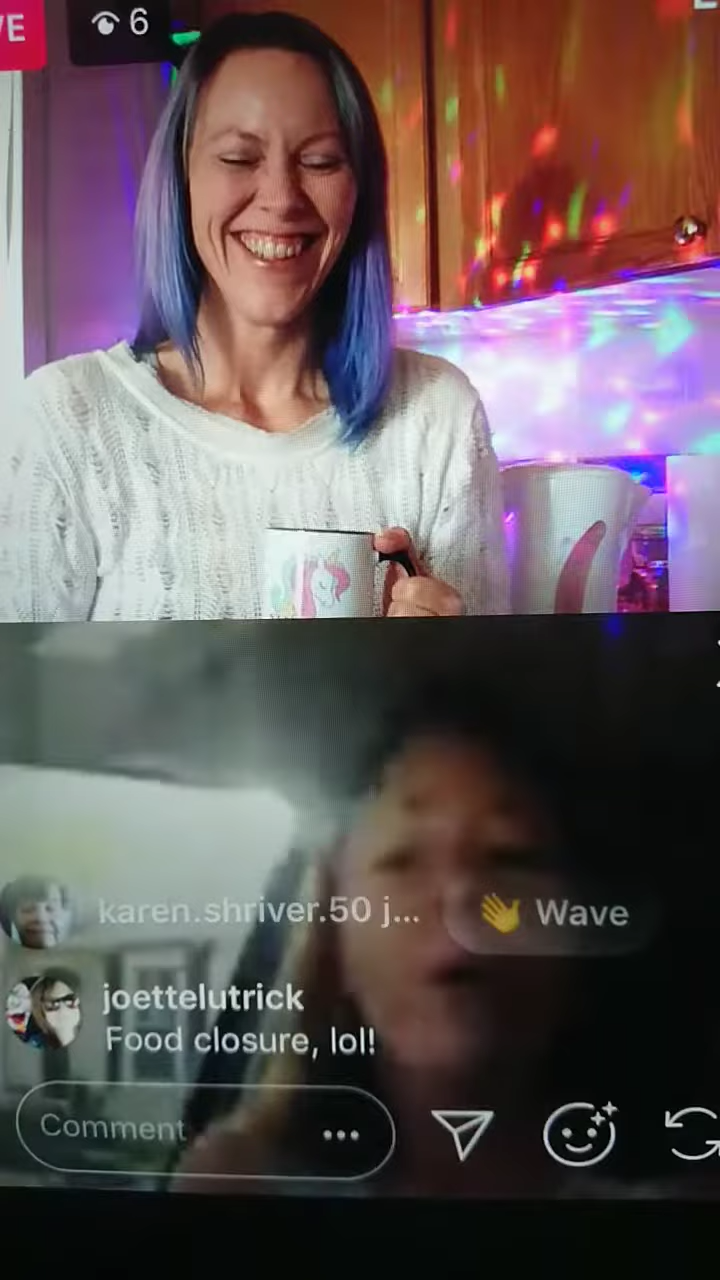 VE
6
karen.shriver.50 j...
👋 Wave
joettelutrick
Food closure, lol!
Comment